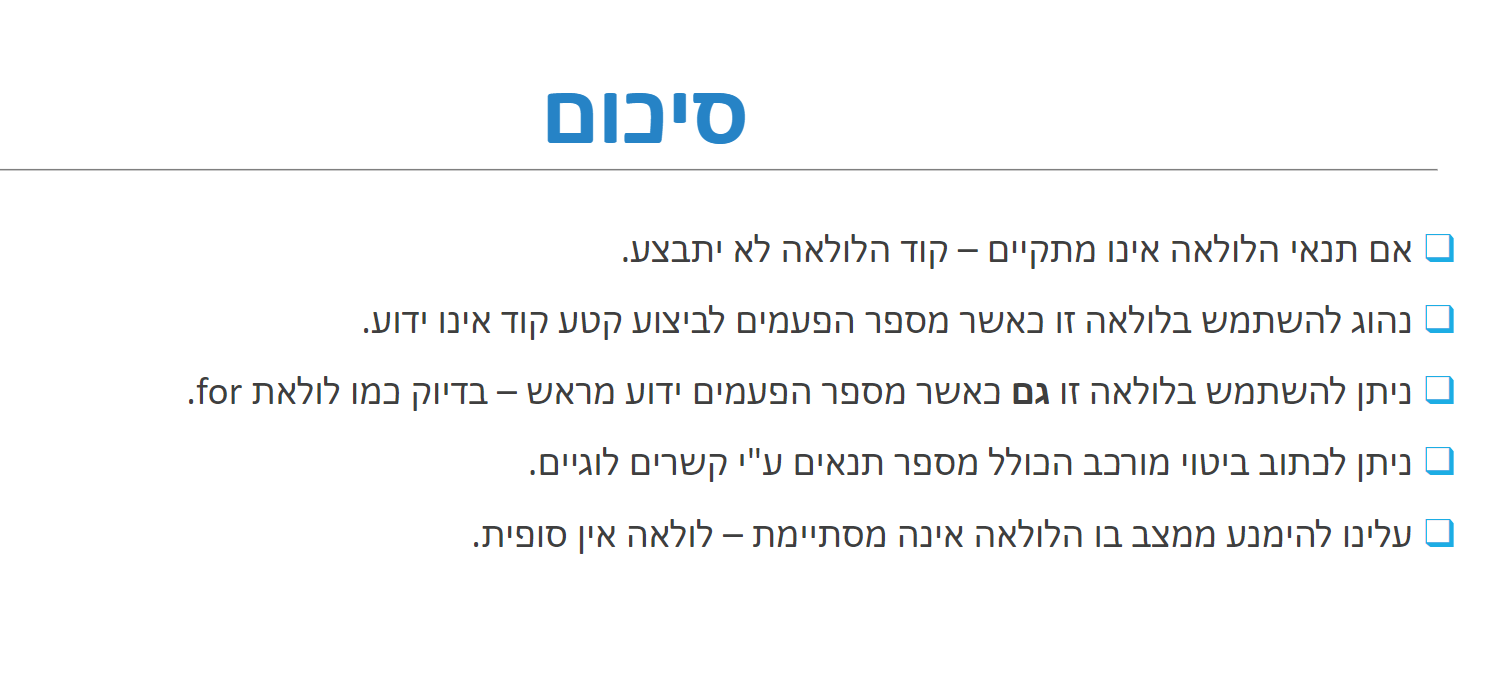 סיכום
אם תנאי הלולאה אינו מתקיים – קוד הלולאה לא יתבצע.
נהוג להשתמש בלולאה זו כאשר מספר הפעמים לביצוע קטע קוד אינו ידוע.
ניתן להשתמש בלולאה זו גם כאשר מספר הפעמים ידוע מראש – בדיוק כמו לולאת for.
ניתן לכתוב ביטוי מורכב הכולל מספר תנאים ע"י קשרים לוגיים.
עלינו להימנע ממצב בו הלולאה אינה מסתיימת – לולאה אין סופית.